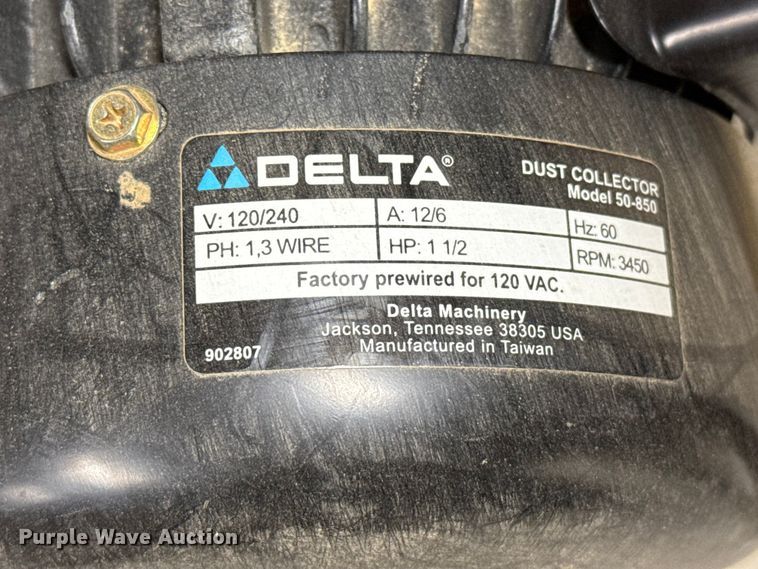 DELTA®
DUST COLLECTOR
Model 50-850
V: 120/240
A: 12/6
Hz: 60
PH: 1,3 WIRE
HP: 1 1/2
RPM: 3450
Factory prewired for 120 VAC.
Delta Machinery
Jackson, Tennessee 38305 USA
902807
Manufactured in Taiwan
Purple Wave Auction